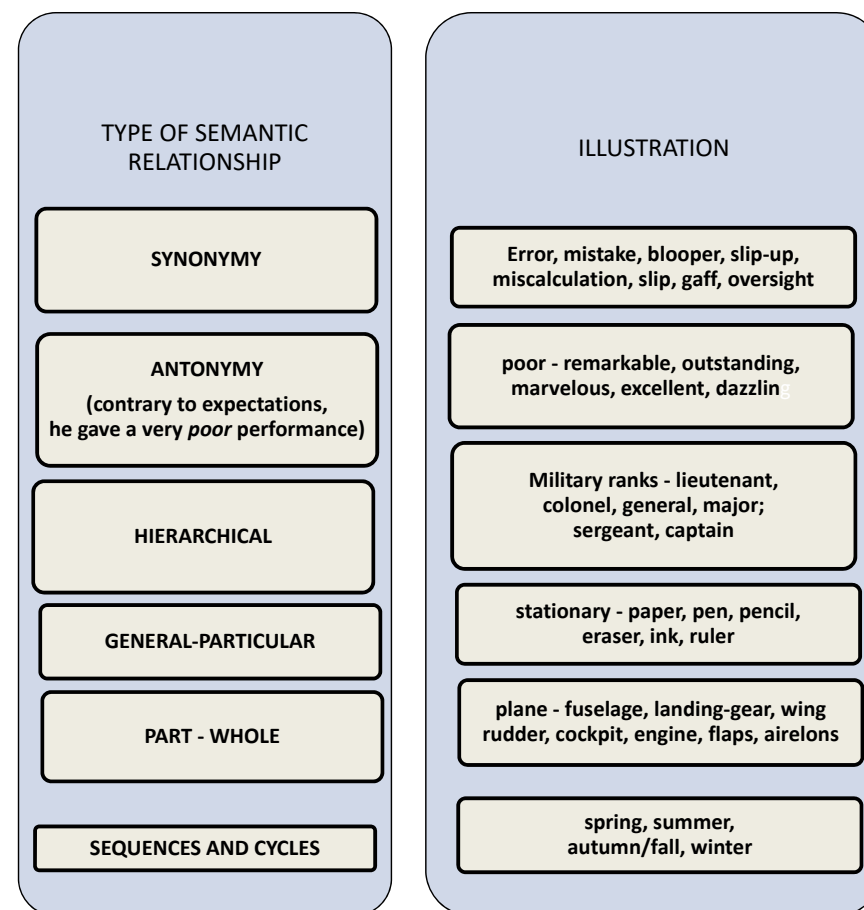 TYPE OF SEMANTIC
RELATIONSHIP
SYNONYMY
ANTONYMY
(contrary to expectations,
he gave a very poor performance)
HIERARCHICAL
GENERAL-PARTICULAR
PART - WHOLE
SEQUENCES AND CYCLES
ILLUSTRATION
Error, mistake, blooper, slip-up,
miscalculation, slip, gaff, oversight
poor - remarkable, outstanding,
marvelous, excellent, dazzling
Military ranks - lieutenant,
colonel, general, major;
sergeant, captain
stationary - paper, pen, pencil,
eraser, ink, ruler
plane - fuselage, landing-gear, wing
rudder, cockpit, engine, flaps, airelons
spring, summer,
autumn/fall, winter